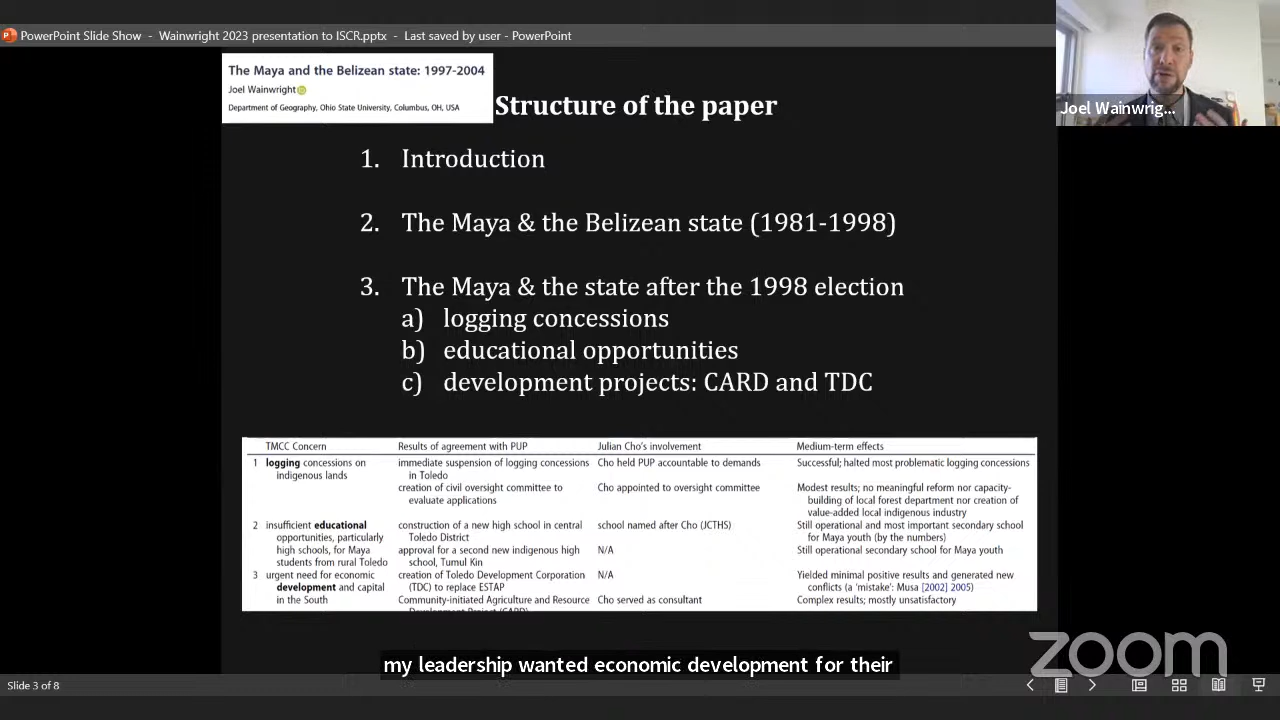 PowerPoint Slide Show - Wainwright 2023 presentation to ISCR.pptx - Last saved by user - PowerPoint
The Maya and the Belizean state: 1997-2004
Joel Wainwright
Department of Geography, Ohio State University, Columbus, OH, USA
Structure of the paper
Joel Wainwrig...
1. Introduction
2. The Maya & the Belizean state (1981-1998)
3. The Maya & the state after the 1998 election
a) logging concessions
b) educational opportunities
c) development projects: CARD and TDC
TMCC Concern Results of agreement with PUP Julian Cho's involvement Medium-term effects
1 logging concessions on immediate suspension of logging concessions Cho held PUP accountable to demands Successful; halted most problematic logging concessions
indigenous lands in Toledo
creation of civil oversight committee to Cho appointed to oversight committee Modest results; no meaningful reform nor capacity-
evaluate applications building of local forest department nor creation of
value-added local indigenous industry
2 insufficient educational construction of a new high school in central school named after Cho (JCTHS) Still operational and most important secondary school
opportunities, particularly Toledo District for Maya youth (by the numbers)
high schools, for Maya approval for a second new indigenous high N/A Still operational secondary school for Maya youth
students from rural Toledo school, Tumul Kin
3 urgent need for economic creation of Toledo Development Corporation N/A Yielded minimal positive results and generated new
development and capital (TDC) to replace ESTAP conflicts (a 'mistake': Musa [2002] 2005)
in the South Community-initiated Agriculture and Resource Cho served as consultant Complex results; mostly unsatisfactory
Development Project (CARD)
my leadership wanted economic development for their
zoom
Slide 3 of 8